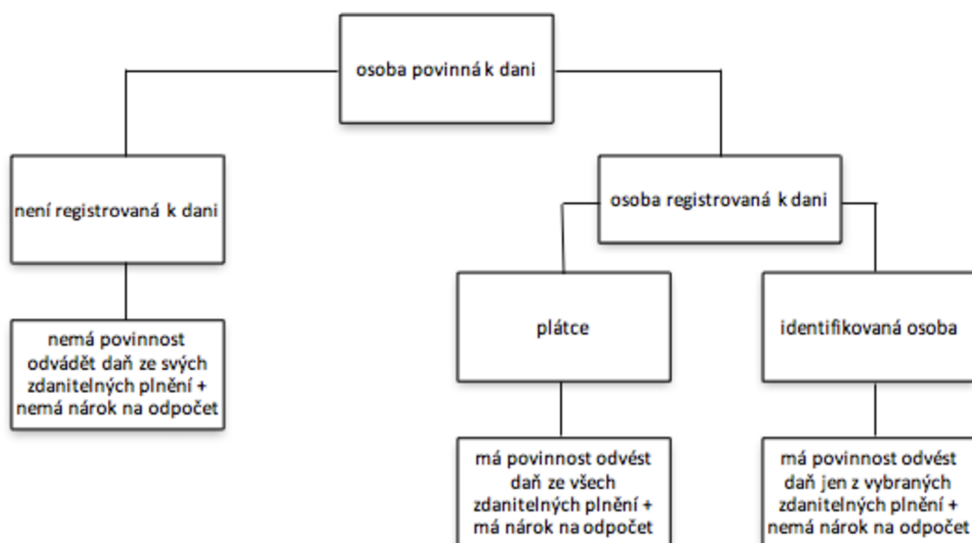 osoba povinná k dani
není registrovaná k dani
osoba registrovaná k dani
nemá povinnost
odvádět daň ze svých
zdanitelných plnění +
nemá nárok na odpočet
plátce
identifikovaná osoba
má povinnost odvést
daň ze všech
zdanitelných plnění +
má nárok na odpočet
má povinnost odvést
daň jen z vybraných
zdanitelných plnění +
nemá nárok na odpočet